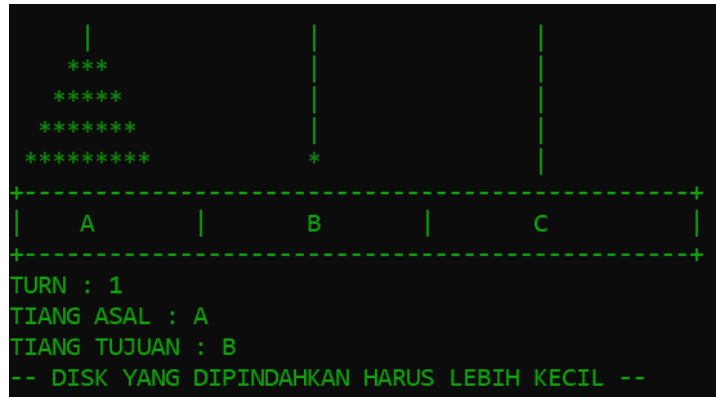 | | |
*** | |
***** | |
******* | |
********* * |
+-----------------------------------------------+
| A | B | C |
+-----------------------------------------------+
TURN : 1
TIANG ASAL : A
TIANG TUJUAN : B
-- DISK YANG DIPINDAHKAN HARUS LEBIH KECIL --